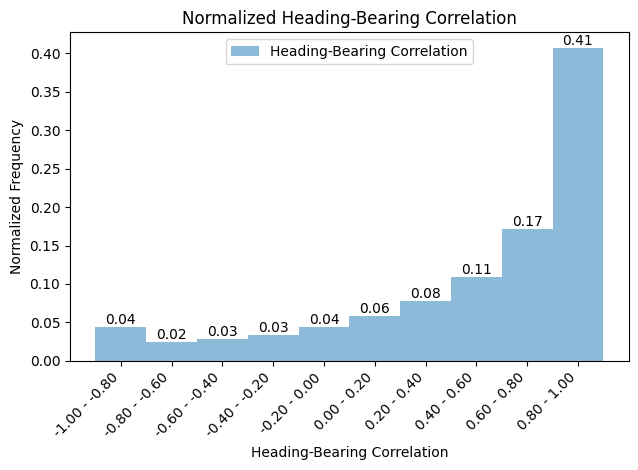 Normalized Heading-Bearing Correlation
Heading-Bearing Correlation
Normalized Frequency
0.40
0.35
0.30
0.25
0.20
0.15
0.10
0.05
0.00
0.04
0.02
0.03
0.03
0.04
0.06
0.08
0.11
0.17
0.41
-1.00 - -0.80
-0.80 - -0.60
-0.60 - -0.40
-0.40 - -0.20
-0.20 - 0.00
0.00 - 0.20
0.20 - 0.40
0.40 - 0.60
0.60 - 0.80
0.80 - 1.00
Heading-Bearing Correlation